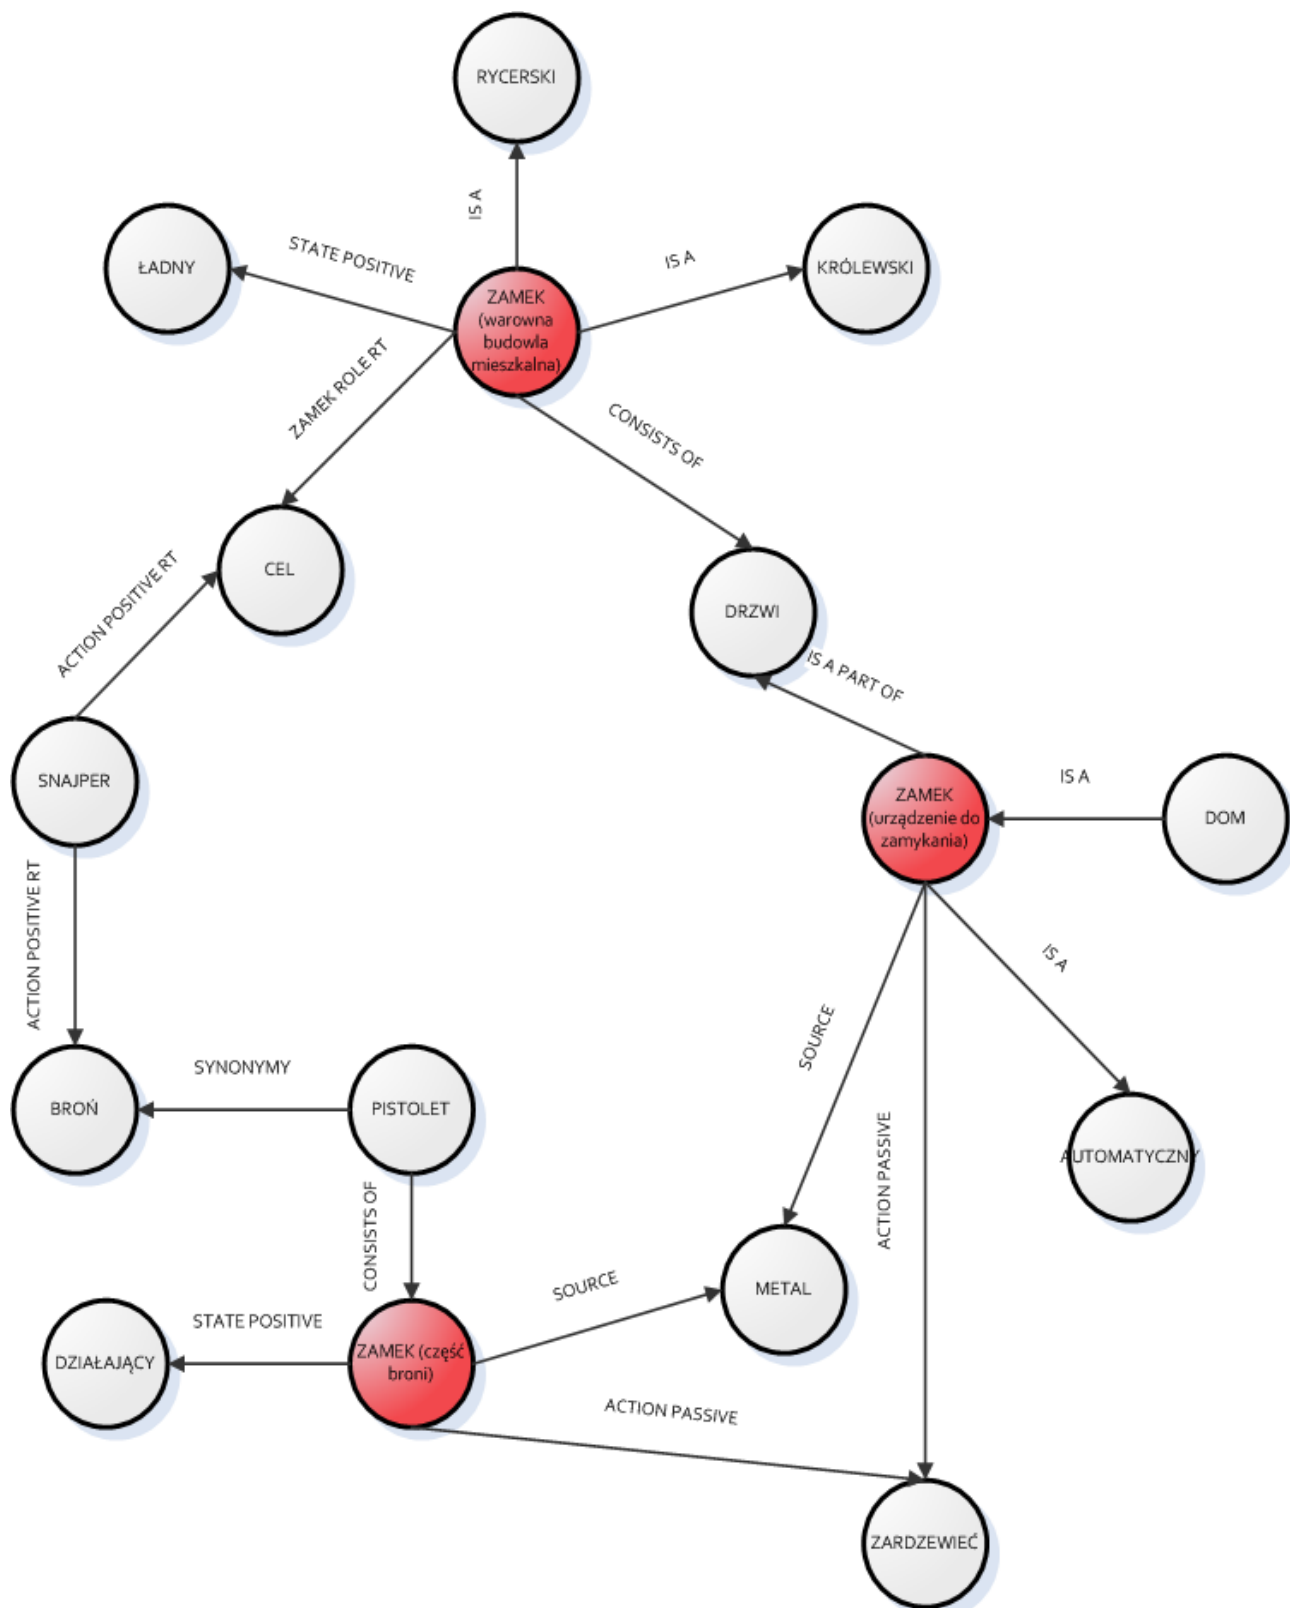 RYCERSKI
IS A
ŁADNY
STATE POSITIVE
IS A
KRÓLEWSKI
ZAMEK
(warowna
budowla
mieszkalna)
ZAMEK ROLE RT
CONSISTS OF
CEL
ACTION POSITIVE RT
DRZWI
IS A PART OF
SNAJPER
ZAMEK
(urządzenie do
zamykania)
IS A
DOM
ACTION POSITIVE RT
IS A
SOURCE
SYNONYMY
BROŃ
PISTOLET
ACTION PASSIVE
AUTOMATYCZNY
CONSISTS OF
SOURCE
METAL
STATE POSITIVE
DZIAŁAJĄCY
ZAMEK (część
broni)
ACTION PASSIVE
ZARDZEWIEĆ